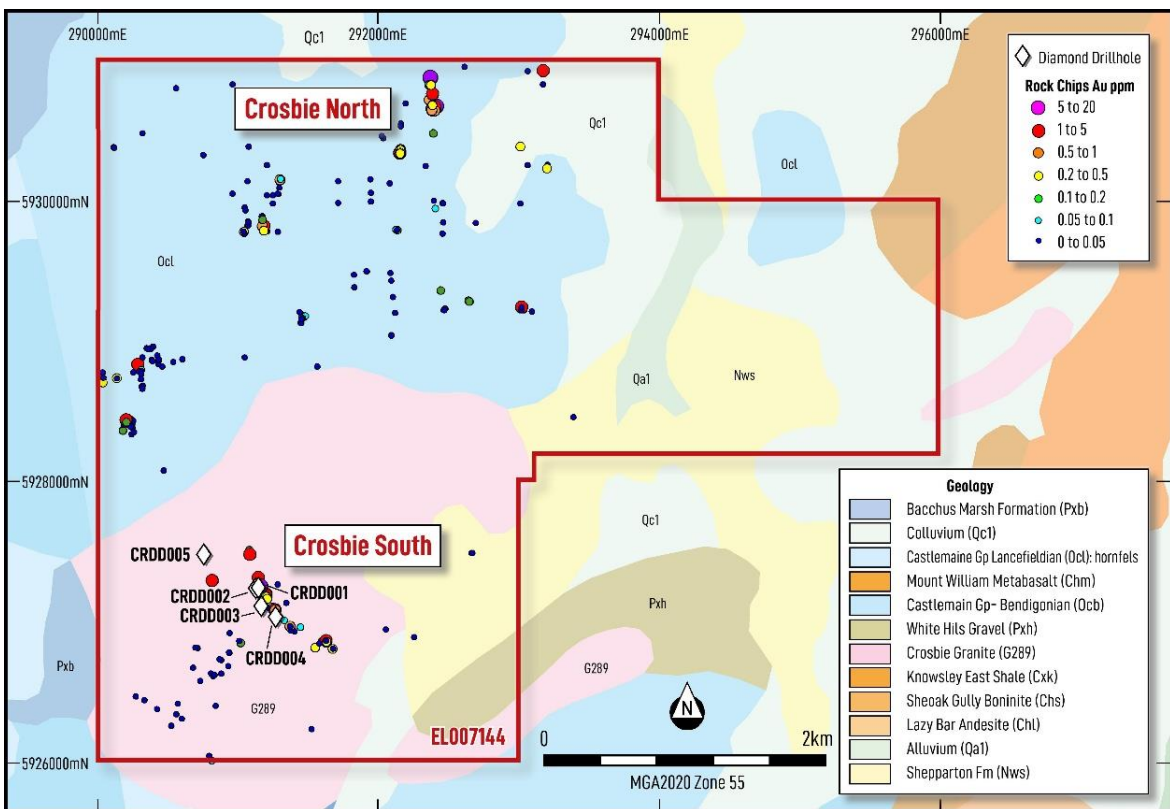 290000mE
292000mE
294000mE
296000mE
Qc1
Diamond Drillhole
Rock Chips Au ppm
5 to 20
1 to 5
0.5 to 1
0.2 to 0.5
0.1 to 0.2
0.05 to 0.1
0 to 0.05
Crosbie North
Qc1
Ocl
5930000mN
Ocl
Qa1
Nws
5928000mN
Crosbie South
CRDD005
CRDD001
CRDD002
CRDD003
CRDD004
Qc1
Pxh
Pxb
G289
G289
EL007144
N
0
2km
MGA2020 Zone 55
5926000mN
Geology
Bacchus Marsh Formation (Pxb)
Colluvium (Qc1)
Castlemaine Gp Lancefieldian (Ocl): hornfels
Mount William Metabasalt (Chm)
Castlemain Gp- Bendigonian (Ocb)
White Hils Gravel (Pxh)
Crosbie Granite (G289)
Knowsley East Shale (Cxk)
Sheoak Gully Boninite (Chs)
Lazy Bar Andesite (Chl)
Alluvium (Qa1)
Shepparton Fm (Nws)